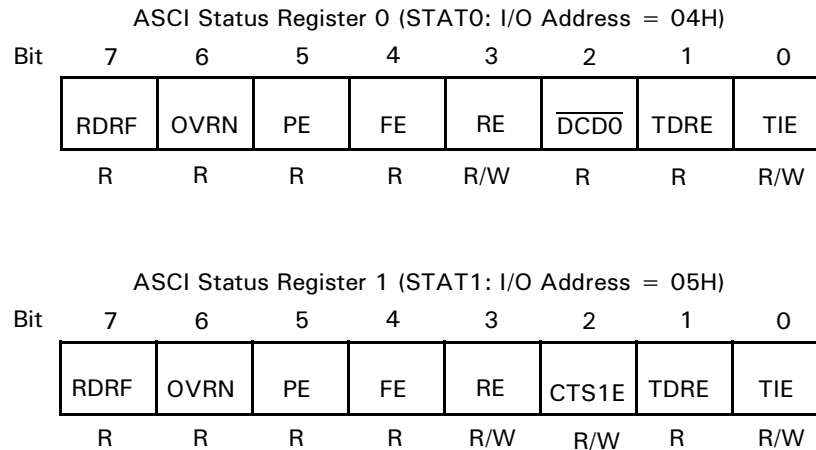 ASCI Status Register 0 (STAT0: I/O Address = 04H)
Bit 7 6 5 4 3 2 1 0
RDRF OVRN PE FE RE D̅C̅D̅0̅ TDRE TIE
R R R R R/W R R R/W
ASCI Status Register 1 (STAT1: I/O Address = 05H)
Bit 7 6 5 4 3 2 1 0
RDRF OVRN PE FE RE CTS1E TDRE TIE
R R R R R/W R/W R R/W